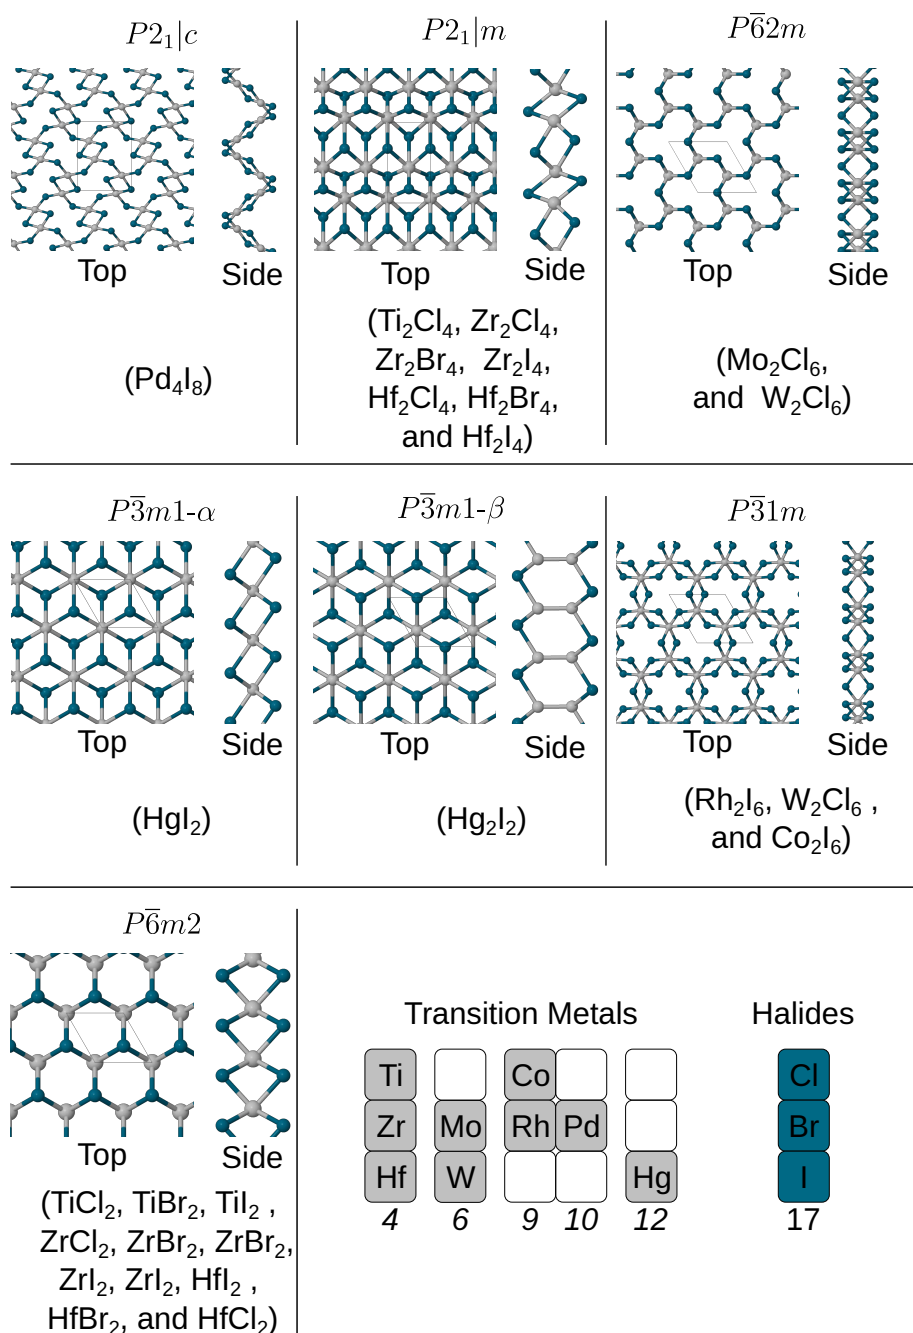 P2₁|c
P2₁|m
P6̅2m
Top Side
Top Side
Top Side
(Pd₄I₈)
(Ti₂Cl₄, Zr₂Cl₄,
Zr₂Br₄, Zr₂I₄,
Hf₂Cl₄, Hf₂Br₄,
and Hf₂I₄)
(Mo₂Cl₆,
and W₂Cl₆)
P3̅m1-α
P3̅m1-β
P3̅1m
Top Side
Top Side
Top Side
(HgI₂)
(Hg₂I₂)
(Rh₂I₆, W₂Cl₆ ,
and Co₂I₆)
P6̅m2
Top Side
(TiCl₂, TiBr₂, TiI₂ ,
ZrCl₂, ZrBr₂, ZrBr₂,
ZrI₂, ZrI₂, HfI₂ ,
HfBr₂, and HfCl₂)
Transition Metals Halides
Ti Co Cl
Zr Mo Rh Pd Br
Hf W Hg I
4 6 9 10 12 17